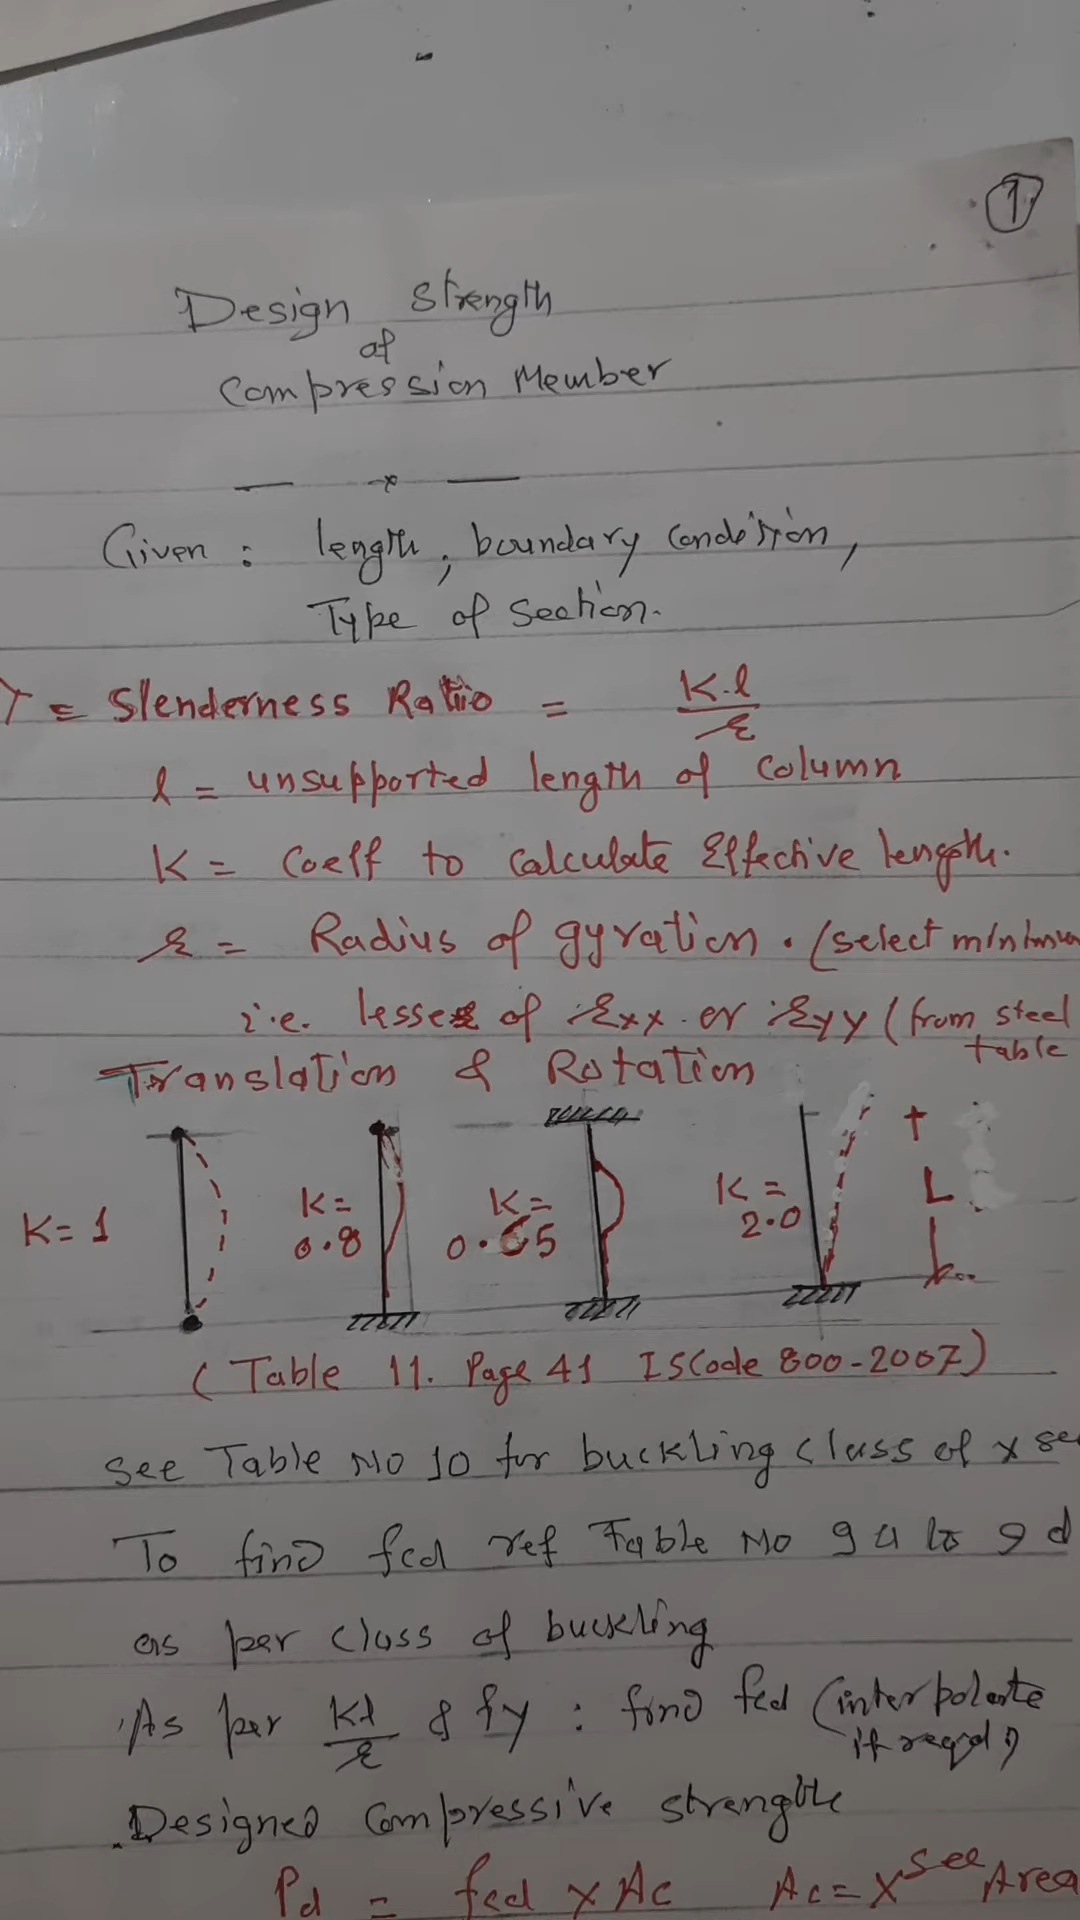 1
Design Strength
of
Compression Member
Given : length, boundary condition,
Type of Section.
= Slenderness Ratio = K.l / r
l = unsupported length of column
K = Coeff to calculate Effective length.
r = Radius of gyration. (select minimum
i.e. lesser of rxx or ryy (from steel
table
Translation & Rotation
K = 1
K = 0.8
K = 0.65
K = 2.0
L
(Table 11. Page 41 IS Code 800-2007)
see Table No 10 for buckling class of x sec
To find fcd ref Table No 9a to 9d
as per class of buckling
As per Kl / r & fy : find fcd (interpolate
if reqd)
Designed Compressive strength
Pd = fcd x Ac Ac = x sec Area